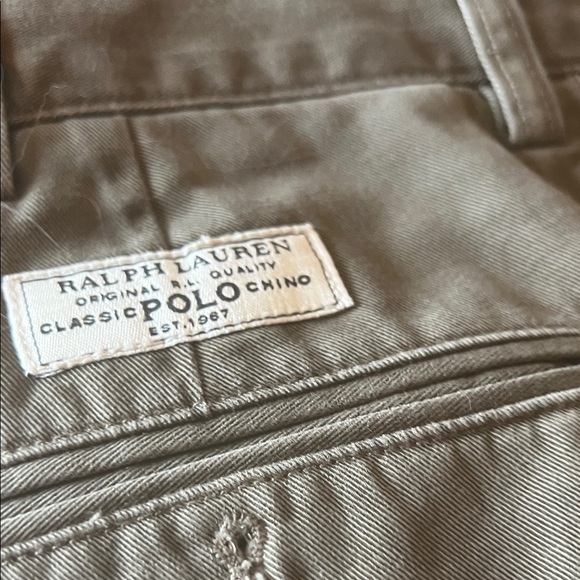 RALPH LAUREN
ORIGINAL R.L. QUALITY
CLASSIC POLO CHINO
EST. 1967